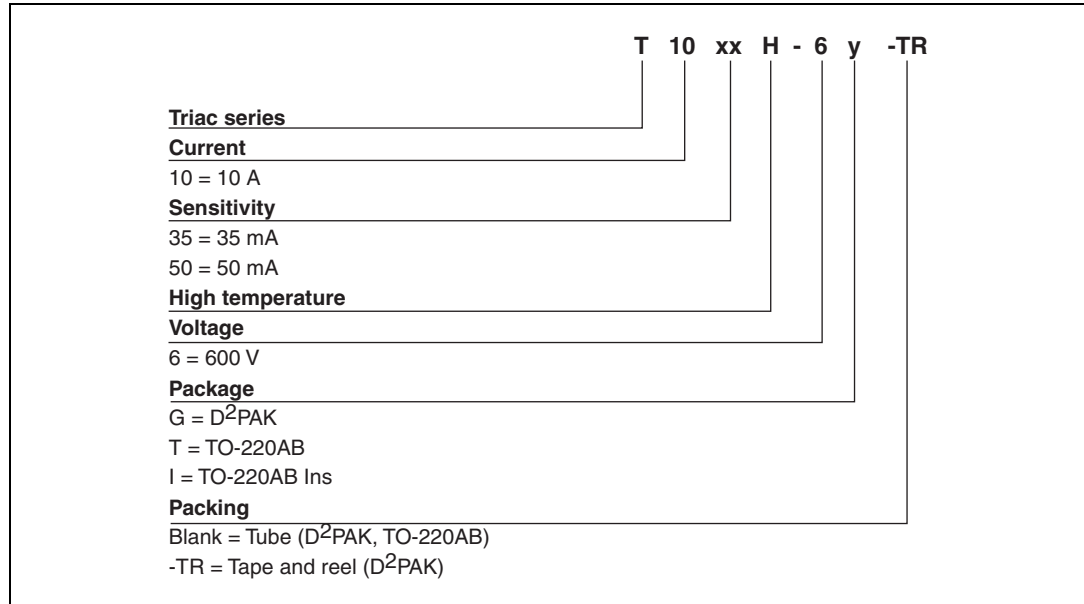 T 10 xx H - 6 y -TR
Triac series
Current
10 = 10 A
Sensitivity
35 = 35 mA
50 = 50 mA
High temperature
Voltage
6 = 600 V
Package
G = D²PAK
T = TO-220AB
I = TO-220AB Ins
Packing
Blank = Tube (D²PAK, TO-220AB)
-TR = Tape and reel (D²PAK)